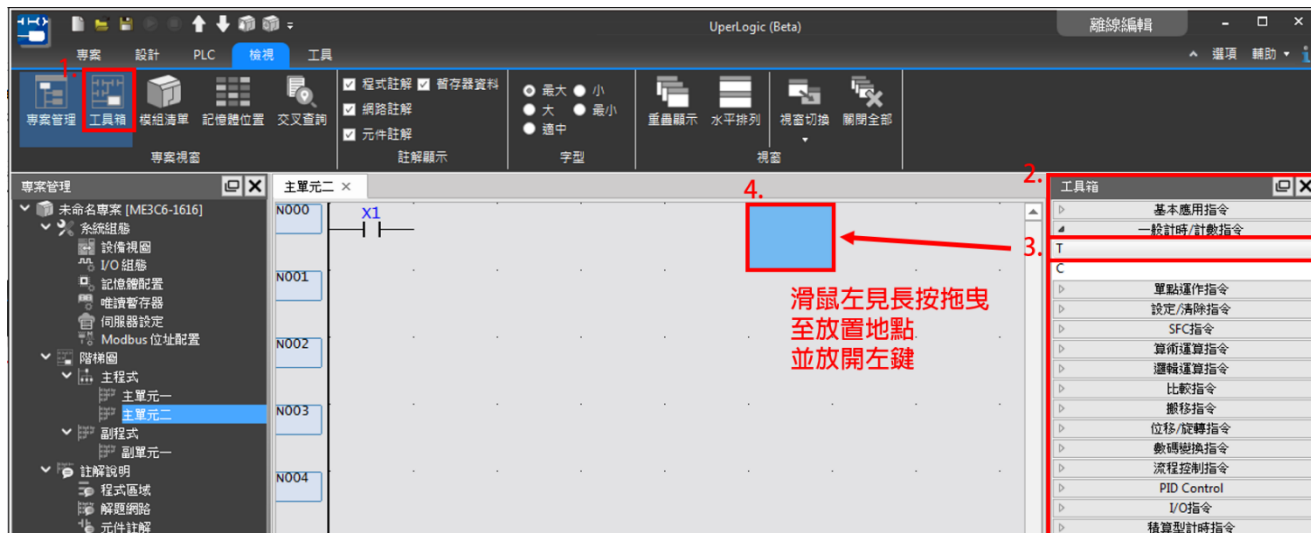 UperLogic (Beta)
離線編輯
專案 設計 PLC 檢視 工具
選項 輔助
1.
專案管理 工具箱 模組清單 記憶體位置 交叉查詢
專案視窗
程式註解 暫存器資料
網路註解
元件註解
註解顯示
最大 小
大 最小
適中
字型
重疊顯示 水平排列 視窗切換 關閉全部
視窗
專案管理
未命名專案 [ME3C6-1616]
系統組態
設備視圖
I/O 組態
記憶體配置
唯讀暫存器
伺服器設定
Modbus 位址配置
階梯圖
主程式
主單元一
主單元二
副程式
副單元一
註解說明
程式區域
解題網路
元件註解
主單元二
N000
X1
N001
N002
N003
N004
4.
滑鼠左見長按拖曳
至放置地點
並放開左鍵
2.
3.
工具箱
基本應用指令
一般計時/計數指令
T
C
單點運作指令
設定/清除指令
SFC指令
算術運算指令
邏輯運算指令
比較指令
搬移指令
位移/旋轉指令
數碼變換指令
流程控制指令
PID Control
I/O指令
積算型計時指令